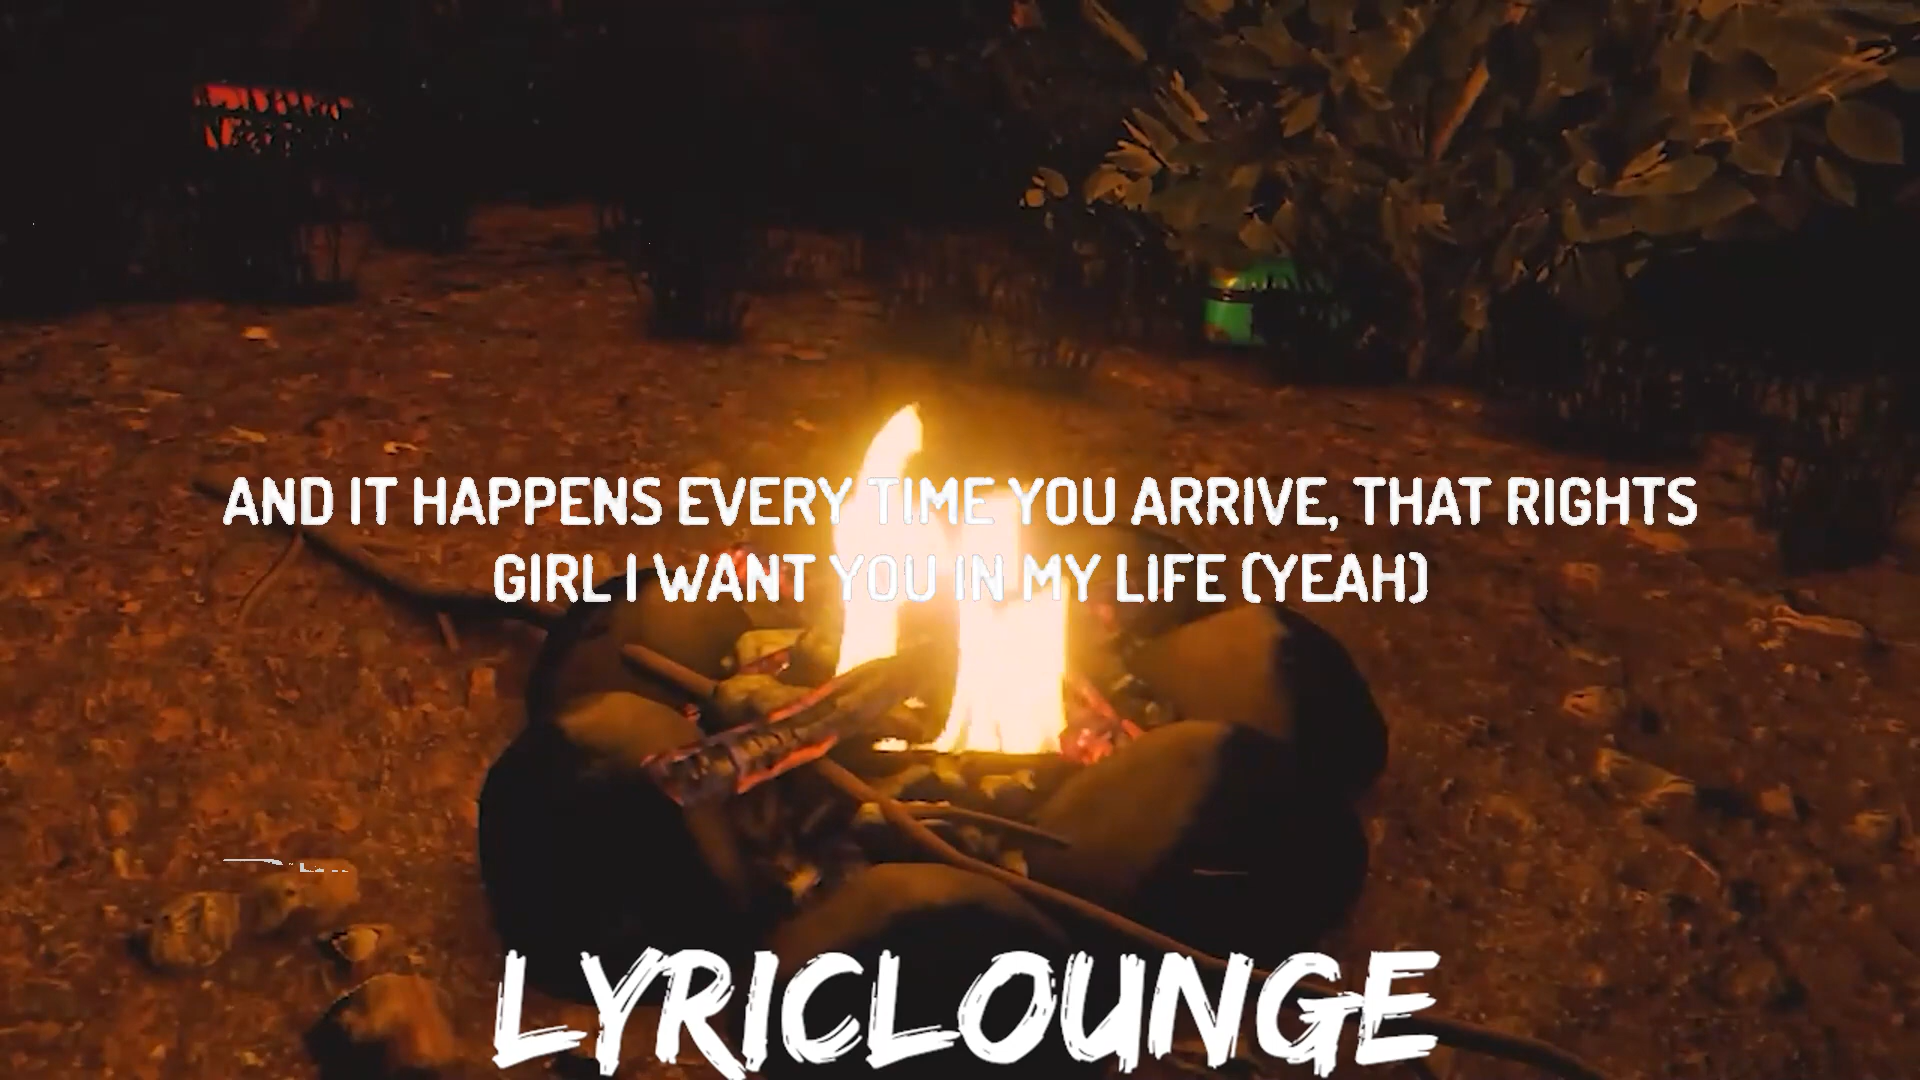 AND IT HAPPENS EVERY TIME YOU ARRIVE, THAT RIGHTS
GIRL I WANT YOU IN MY LIFE (YEAH)
LYRICLOUNGE